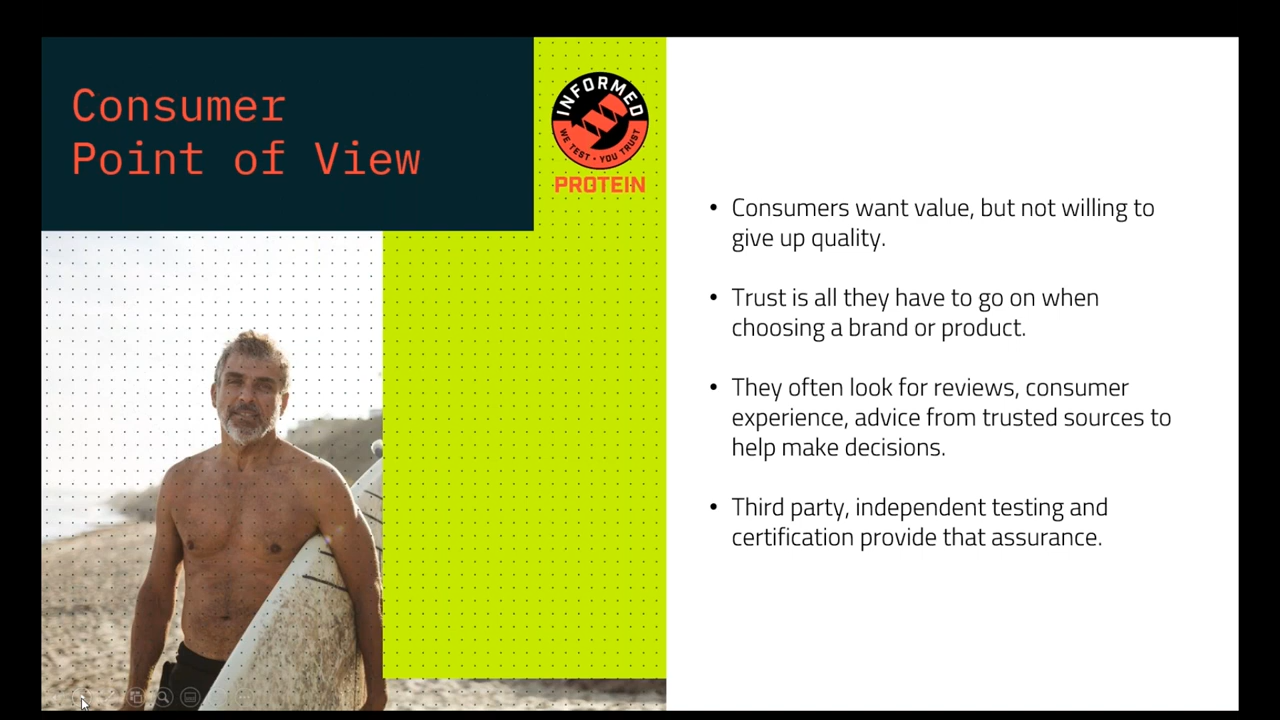 Consumer
Point of View
INFORMED
WE TEST • YOU TRUST
PROTEIN
• Consumers want value, but not willing to
give up quality.
• Trust is all they have to go on when
choosing a brand or product.
• They often look for reviews, consumer
experience, advice from trusted sources to
help make decisions.
• Third party, independent testing and
certification provide that assurance.